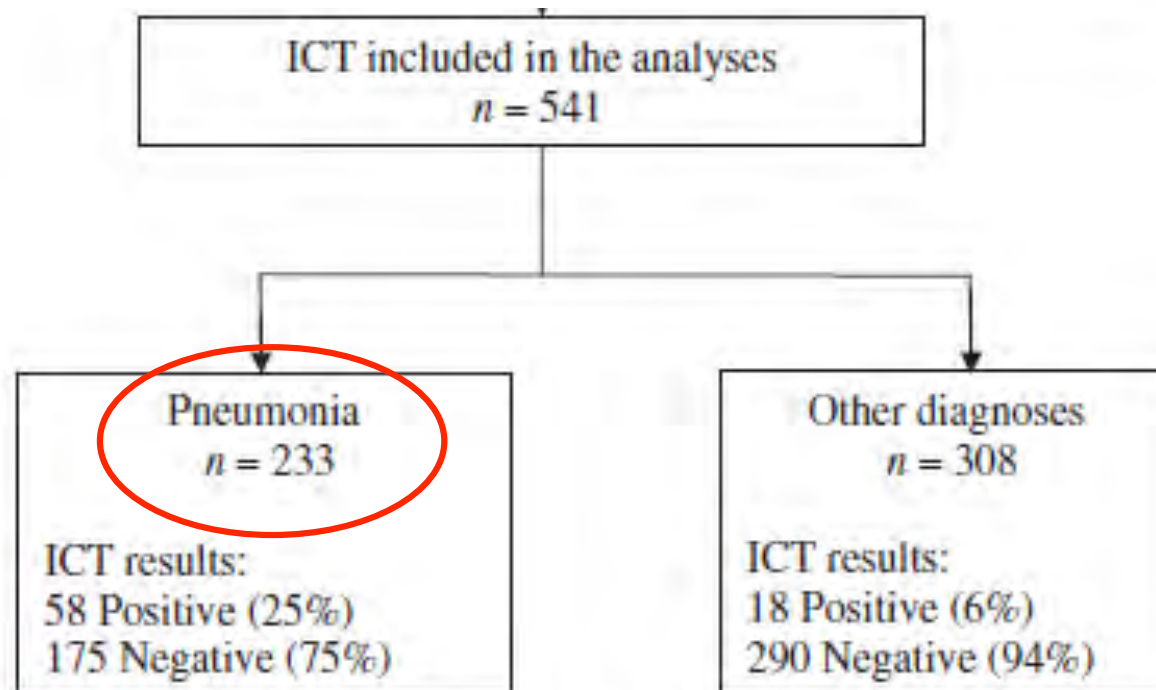 ICT included in the analyses
n = 541
Pneumonia
n = 233
ICT results:
58 Positive (25%)
175 Negative (75%)
Other diagnoses
n = 308
ICT results:
18 Positive (6%)
290 Negative (94%)